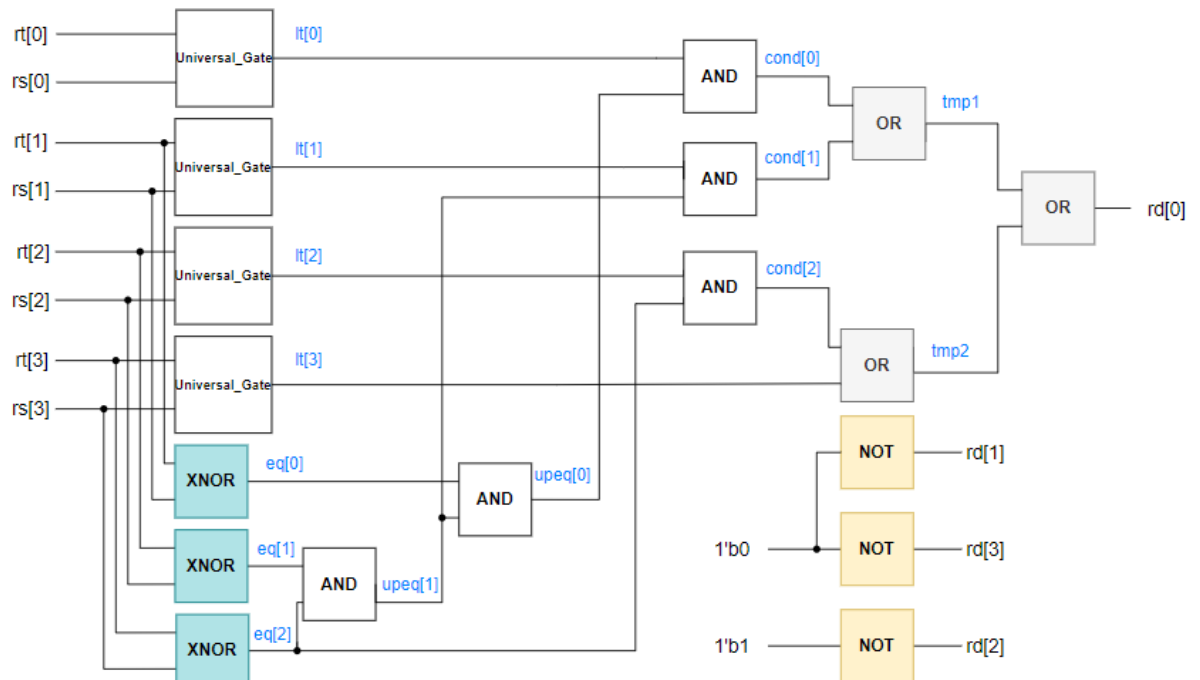 rt[0]
lt[0]
Universal_Gate
rs[0]
AND
cond[0]
OR
tmp1
rt[1]
lt[1]
Universal_Gate
rs[1]
AND
cond[1]
OR
rd[0]
rt[2]
lt[2]
Universal_Gate
rs[2]
AND
cond[2]
rt[3]
lt[3]
Universal_Gate
rs[3]
OR
tmp2
XNOR
eq[0]
AND
upeq[0]
NOT
rd[1]
XNOR
eq[1]
AND
upeq[1]
1'b0
NOT
rd[3]
XNOR
eq[2]
1'b1
NOT
rd[2]